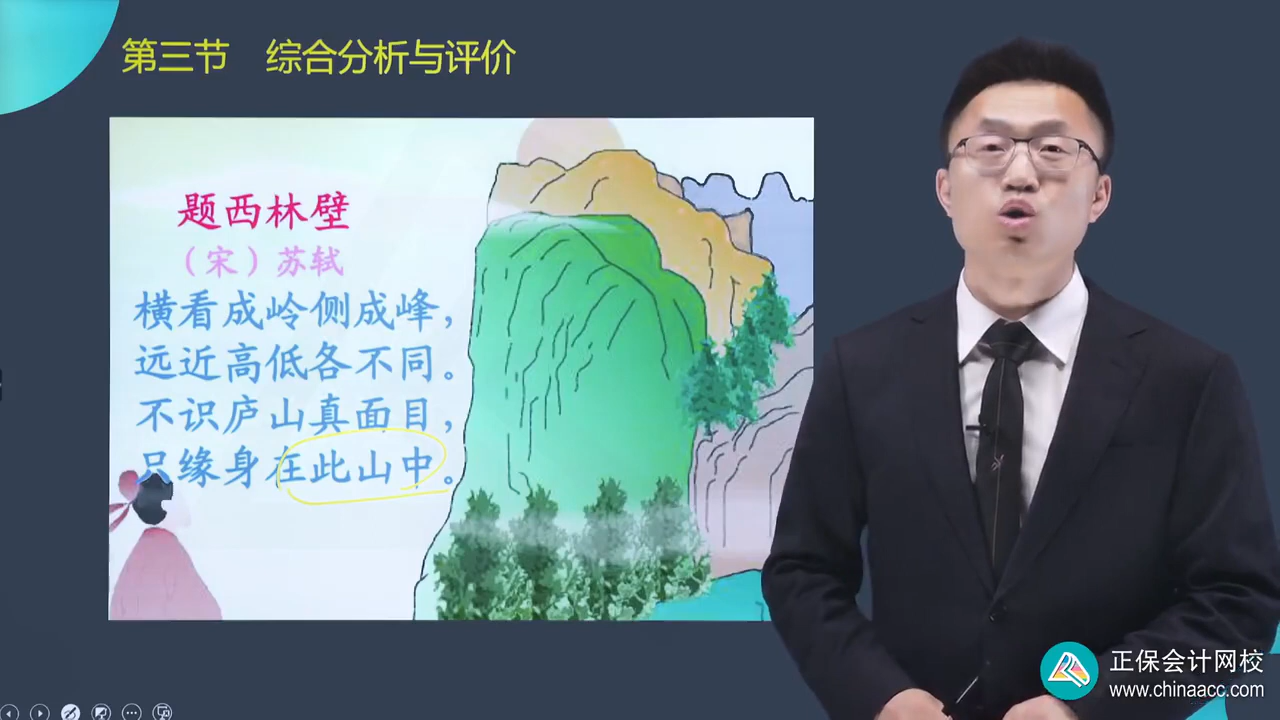 第三节 综合分析与评价
题西林壁
（宋）苏轼
横看成岭侧成峰，
远近高低各不同。
不识庐山真面目，
只缘身在此山中。
正保会计网校
www.chinaacc.com